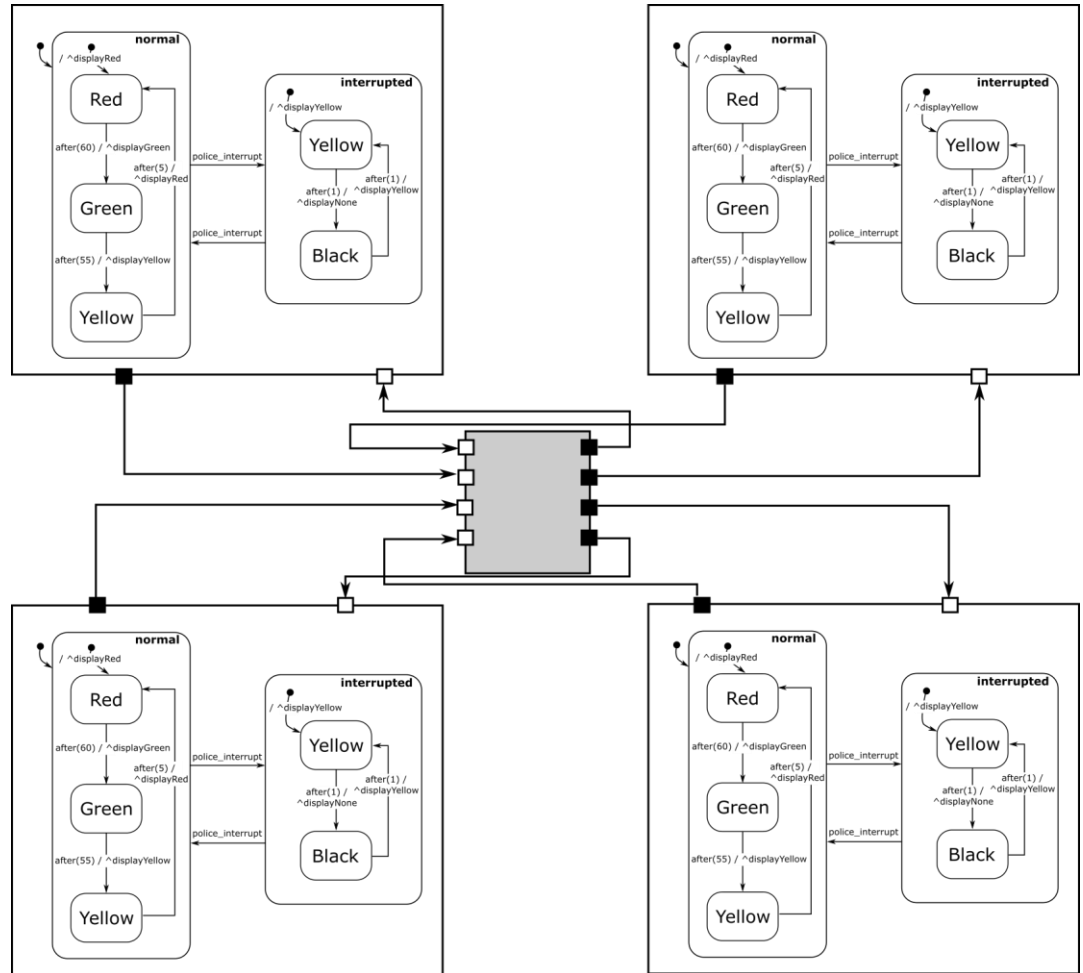 normal
/ ^displayRed
Red
after(60) / ^displayGreen
after(5) /
^displayRed
Green
after(55) / ^displayYellow
Yellow
police_interrupt
police_interrupt
interrupted
/ ^displayYellow
Yellow
after(1) /
^displayNone
after(1) /
^displayYellow
Black
normal
/ ^displayRed
Red
after(60) / ^displayGreen
after(5) /
^displayRed
Green
after(55) / ^displayYellow
Yellow
police_interrupt
police_interrupt
interrupted
/ ^displayYellow
Yellow
after(1) /
^displayNone
after(1) /
^displayYellow
Black
normal
/ ^displayRed
Red
after(60) / ^displayGreen
after(5) /
^displayRed
Green
after(55) / ^displayYellow
Yellow
police_interrupt
police_interrupt
interrupted
/ ^displayYellow
Yellow
after(1) /
^displayNone
after(1) /
^displayYellow
Black
normal
/ ^displayRed
Red
after(60) / ^displayGreen
after(5) /
^displayRed
Green
after(55) / ^displayYellow
Yellow
police_interrupt
police_interrupt
interrupted
/ ^displayYellow
Yellow
after(1) /
^displayNone
after(1) /
^displayYellow
Black